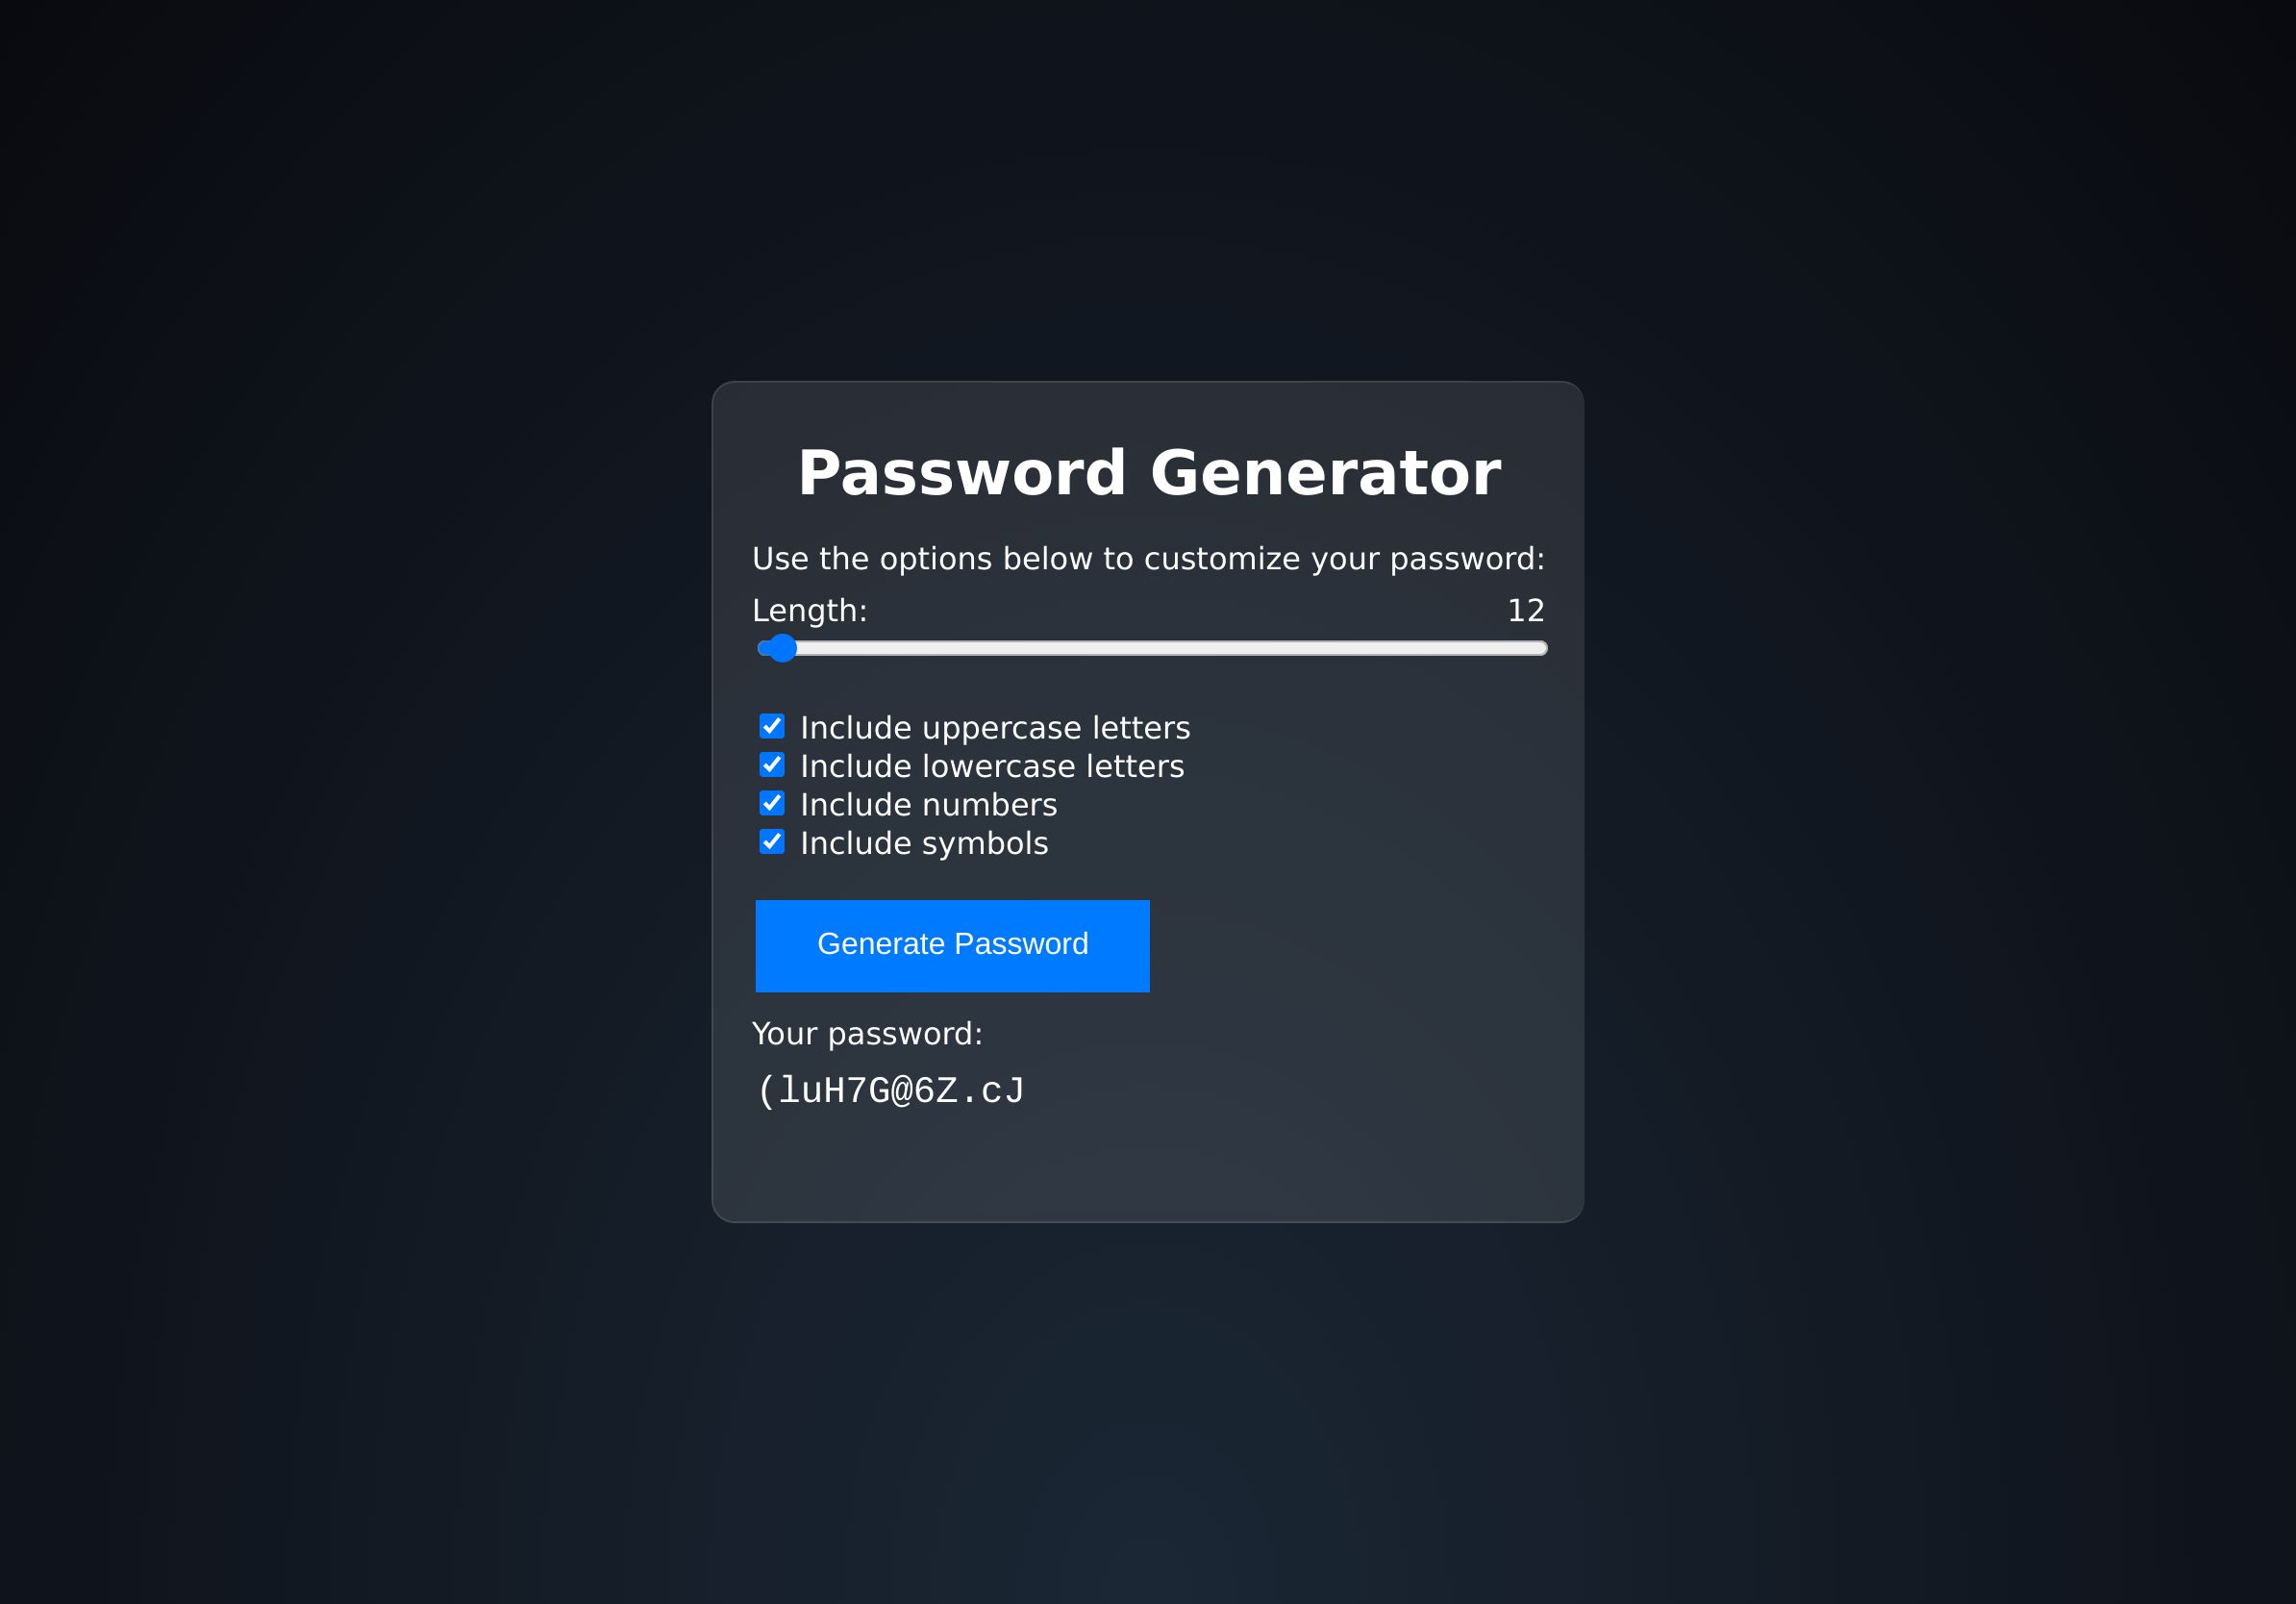 Password Generator
Use the options below to customize your password:
Length: 12
Include uppercase letters
Include lowercase letters
Include numbers
Include symbols
Generate Password
Your password:
(luH7G@6Z.cJ